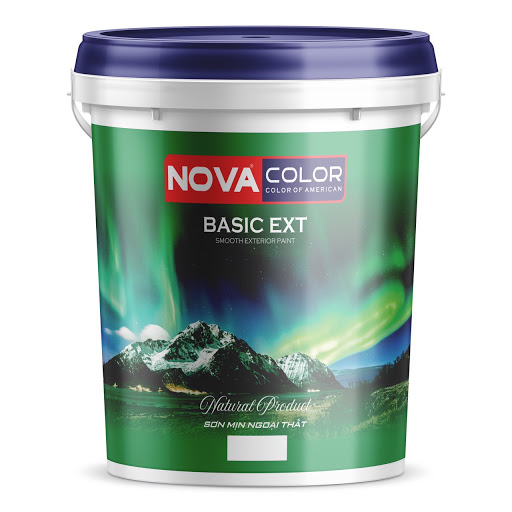 NOVA COLOR
COLOR OF AMERICAN
BASIC EXT
SMOOTH EXTERIOR PAINT
Natural Product
SƠN MỊN NGOẠI THẤT